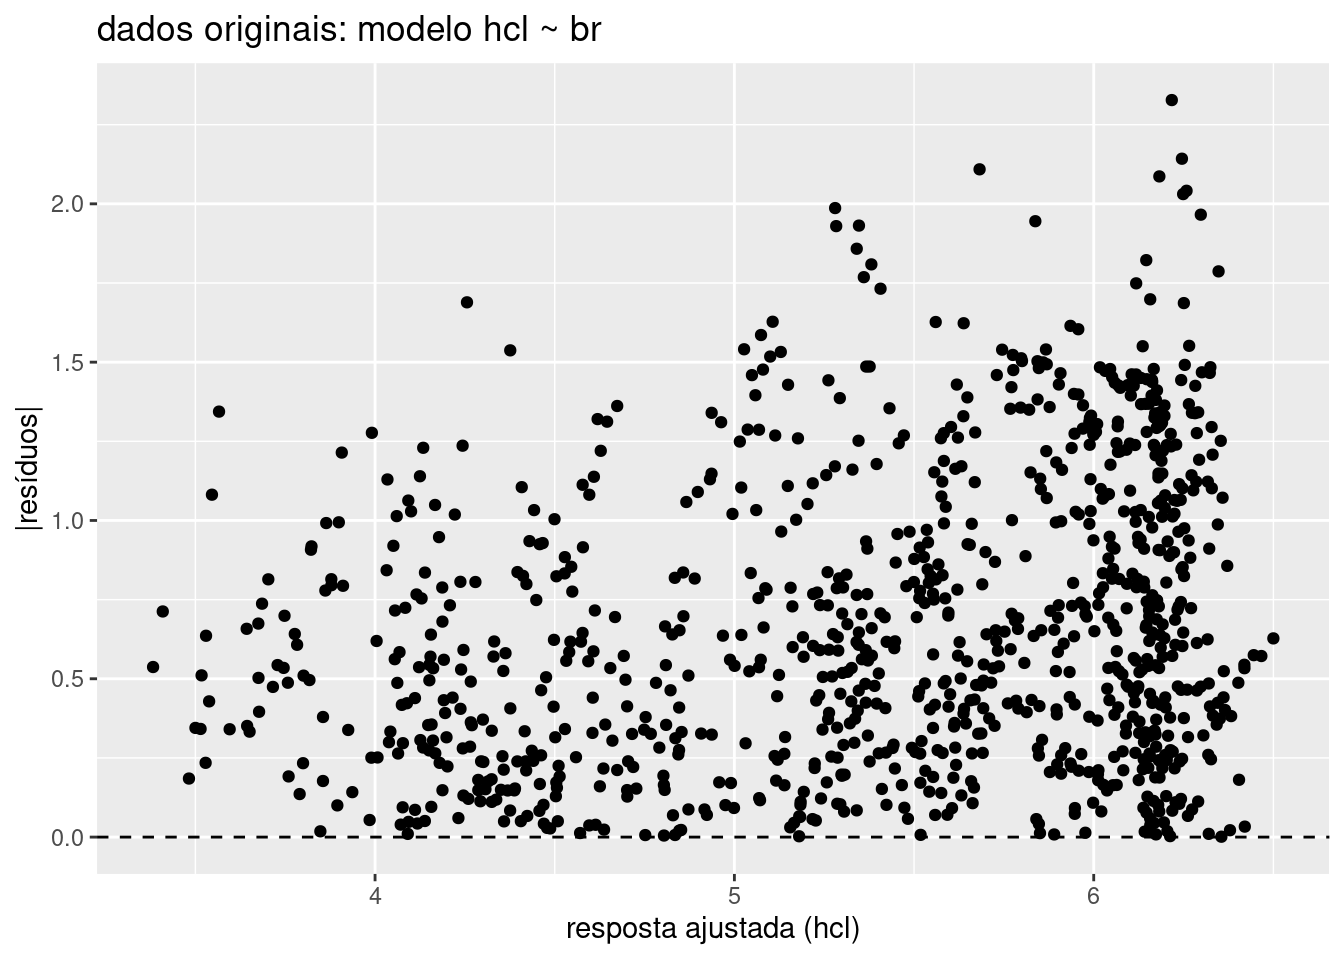 dados originais: modelo hcl ~ br
|resíduos|
2.0
1.5
1.0
0.5
0.0
4 5 6
resposta ajustada (hcl)